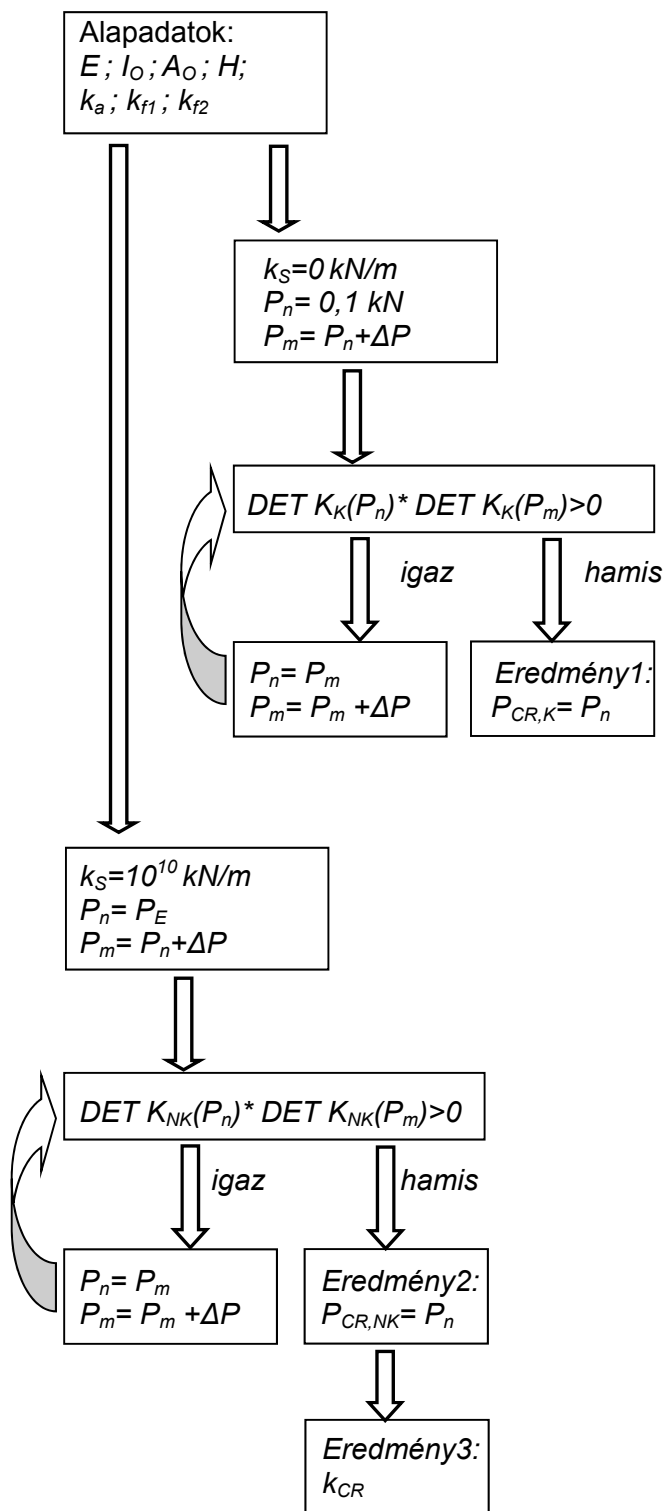 Alapadatok:
E ; I_O ; A_O ; H;
k_a ; k_f1 ; k_f2
k_S=0 kN/m
P_n= 0,1 kN
P_m= P_n+ΔP
DET K_K(P_n)* DET K_K(P_m)>0
igaz
hamis
P_n= P_m
P_m= P_m +ΔP
Eredmény1:
P_CR,K= P_n
k_S=10^10 kN/m
P_n= P_E
P_m= P_n+ΔP
DET K_NK(P_n)* DET K_NK(P_m)>0
igaz
hamis
P_n= P_m
P_m= P_m +ΔP
Eredmény2:
P_CR,NK= P_n
Eredmény3:
k_CR